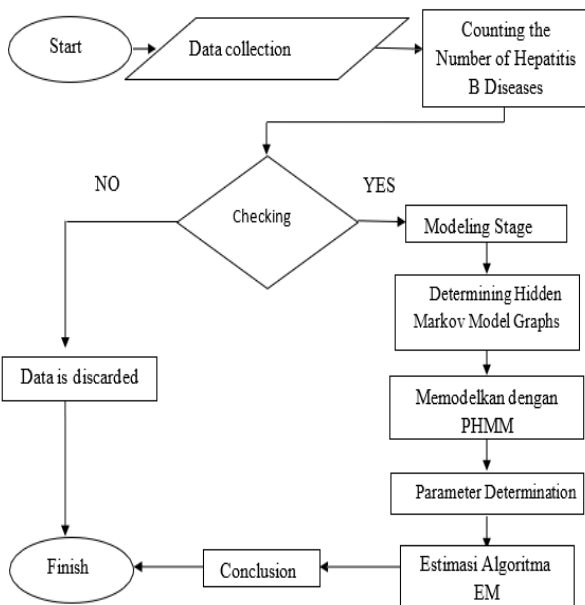 Start
Data collection
Counting the
Number of Hepatitis
B Diseases
NO
YES
Checking
Modeling Stage
Determining Hidden
Markov Model Graphs
Data is discarded
Memodelkan dengan
PHMM
Parameter Determination
Finish
Conclusion
Estimasi Algoritma
EM